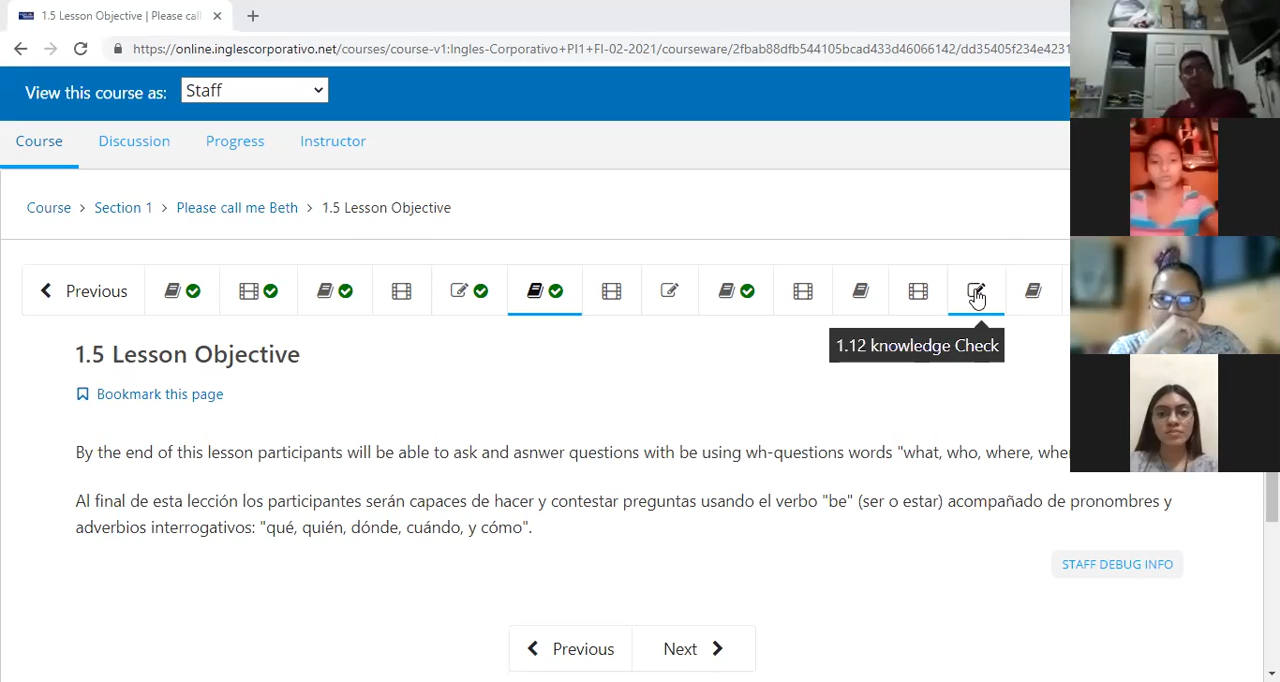 1.5 Lesson Objective | Please call
https://online.inglescorporativo.net/courses/course-v1:Ingles-Corporativo+PI1+FI-02-2021/courseware/2fbab88dfb544105bcad433d46066142/dd35405f234e4231
View this course as: Staff
Course Discussion Progress Instructor
Course > Section 1 > Please call me Beth > 1.5 Lesson Objective
Previous
1.12 knowledge Check
1.5 Lesson Objective
Bookmark this page
By the end of this lesson participants will be able to ask and asnwer questions with be using wh-questions words "what, who, where, whe
Al final de esta lección los participantes serán capaces de hacer y contestar preguntas usando el verbo "be" (ser o estar) acompañado de pronombres y
adverbios interrogativos: "qué, quién, dónde, cuándo, y cómo".
STAFF DEBUG INFO
Previous Next